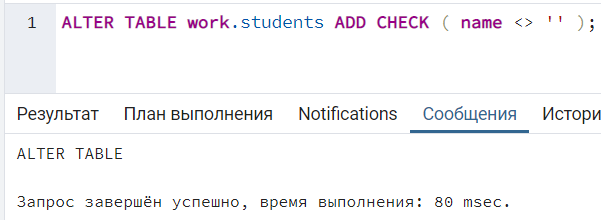 1 ALTER TABLE work.students ADD CHECK ( name <> '' );
Результат План выполнения Notifications Сообщения Истори
ALTER TABLE
Запрос завершён успешно, время выполнения: 80 msec.